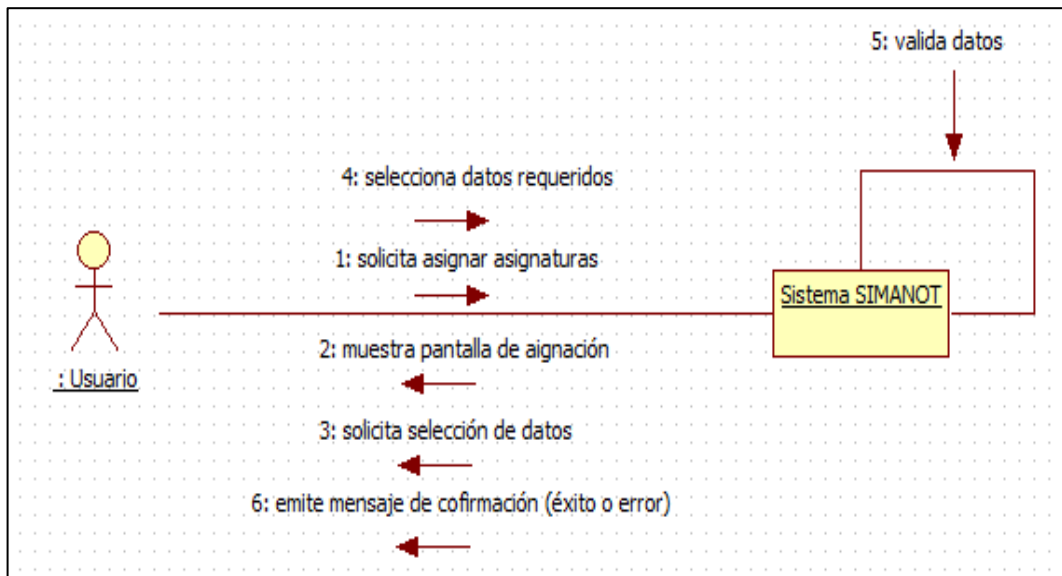 5: valida datos
4: selecciona datos requeridos
1: solicita asignar asignaturas
Sistema SIMANOT
2: muestra pantalla de aignación
: Usuario
3: solicita selección de datos
6: emite mensaje de cofirmación (éxito o error)